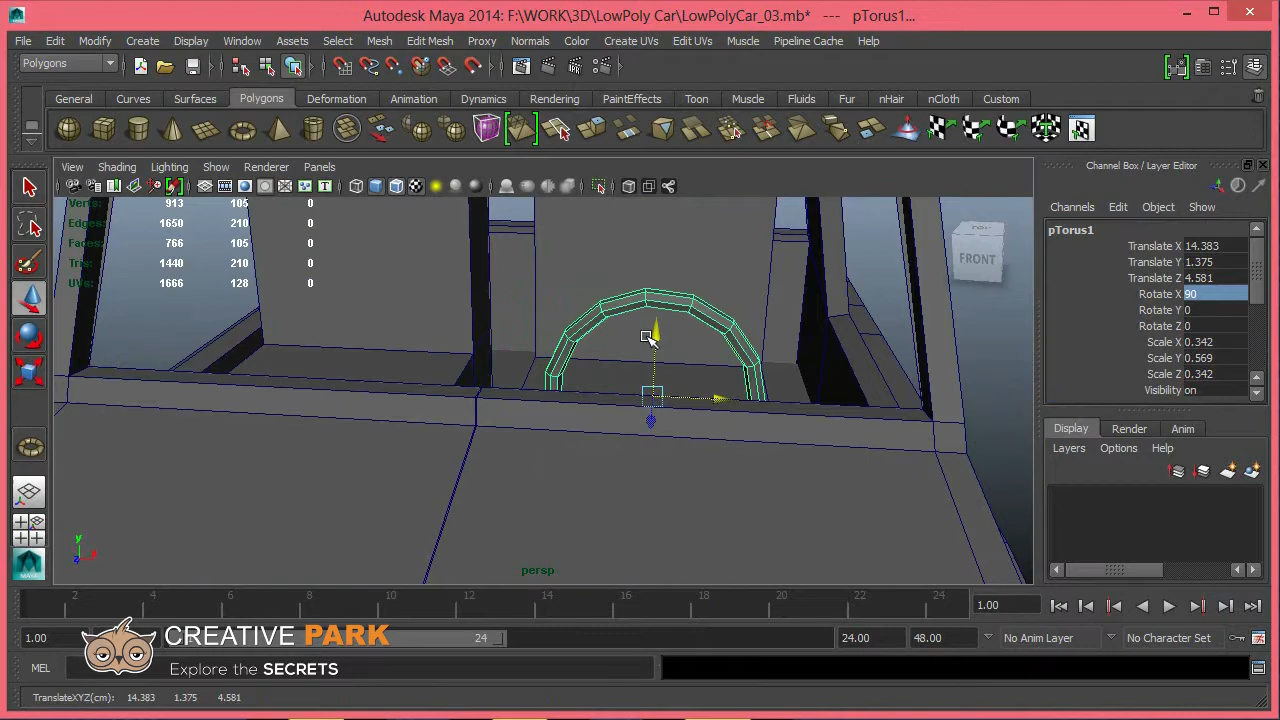 Autodesk Maya 2014: F:\WORK\3D\LowPoly Car\LowPolyCar_03.mb* --- pTorus1...
File Edit Modify Create Display Window Assets Select Mesh Edit Mesh Proxy Normals Color Create UVs Edit UVs Muscle Pipeline Cache Help
Polygons
General Curves Surfaces Polygons Deformation Animation Dynamics Rendering PaintEffects Toon Muscle Fluids Fur nHair nCloth Custom
View Shading Lighting Show Renderer Panels
Channel Box / Layer Editor
Verts: 913 105 0
Edges: 1650 210 0
Faces: 766 105 0
Tris: 1440 210 0
UVs: 1666 128 0
FRONT
persp
y
x
z
Channels Edit Object Show
pTorus1
Translate X 14.383
Translate Y 1.375
Translate Z 4.581
Rotate X 90
Rotate Y 0
Rotate Z 0
Scale X 0.342
Scale Y 0.569
Scale Z 0.342
Visibility on
Display Render Anim
Layers Options Help
2 4 6 8 10 12 14 16 18 20 22 24
1.00
1.00 24 24.00 48.00 No Anim Layer No Character Set
CREATIVE PARK
Explore the SECRETS
MEL
TranslateXYZ(cm): 14.383 1.375 4.581